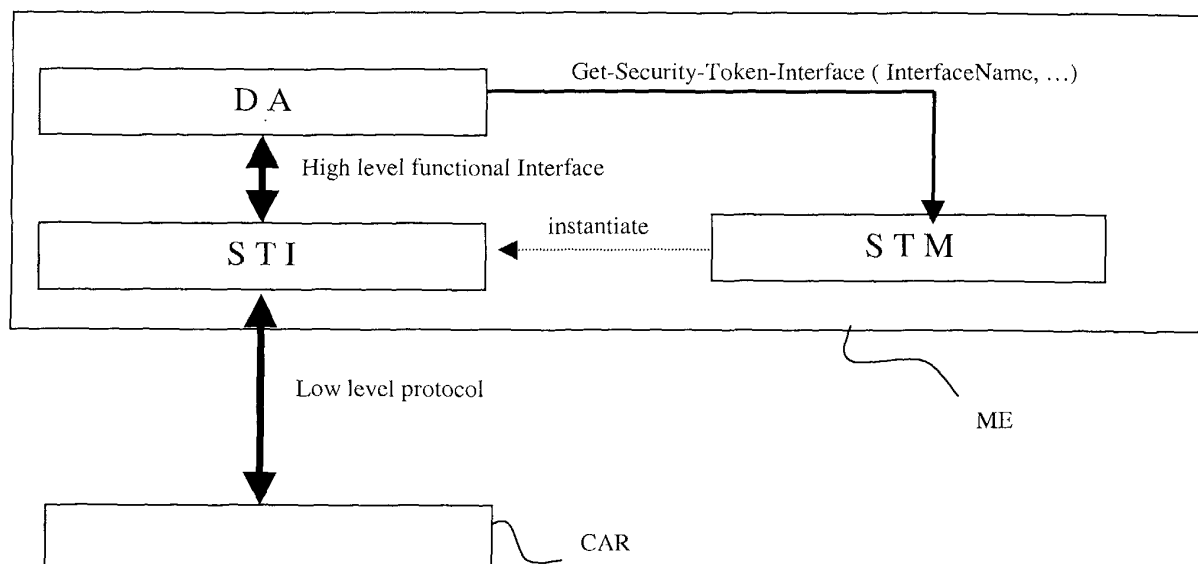 Get-Security-Token-Interface ( InterfaceName, ...)
D A
High level functional Interface
instantiate
S T I
S T M
Low level protocol
ME
CAR